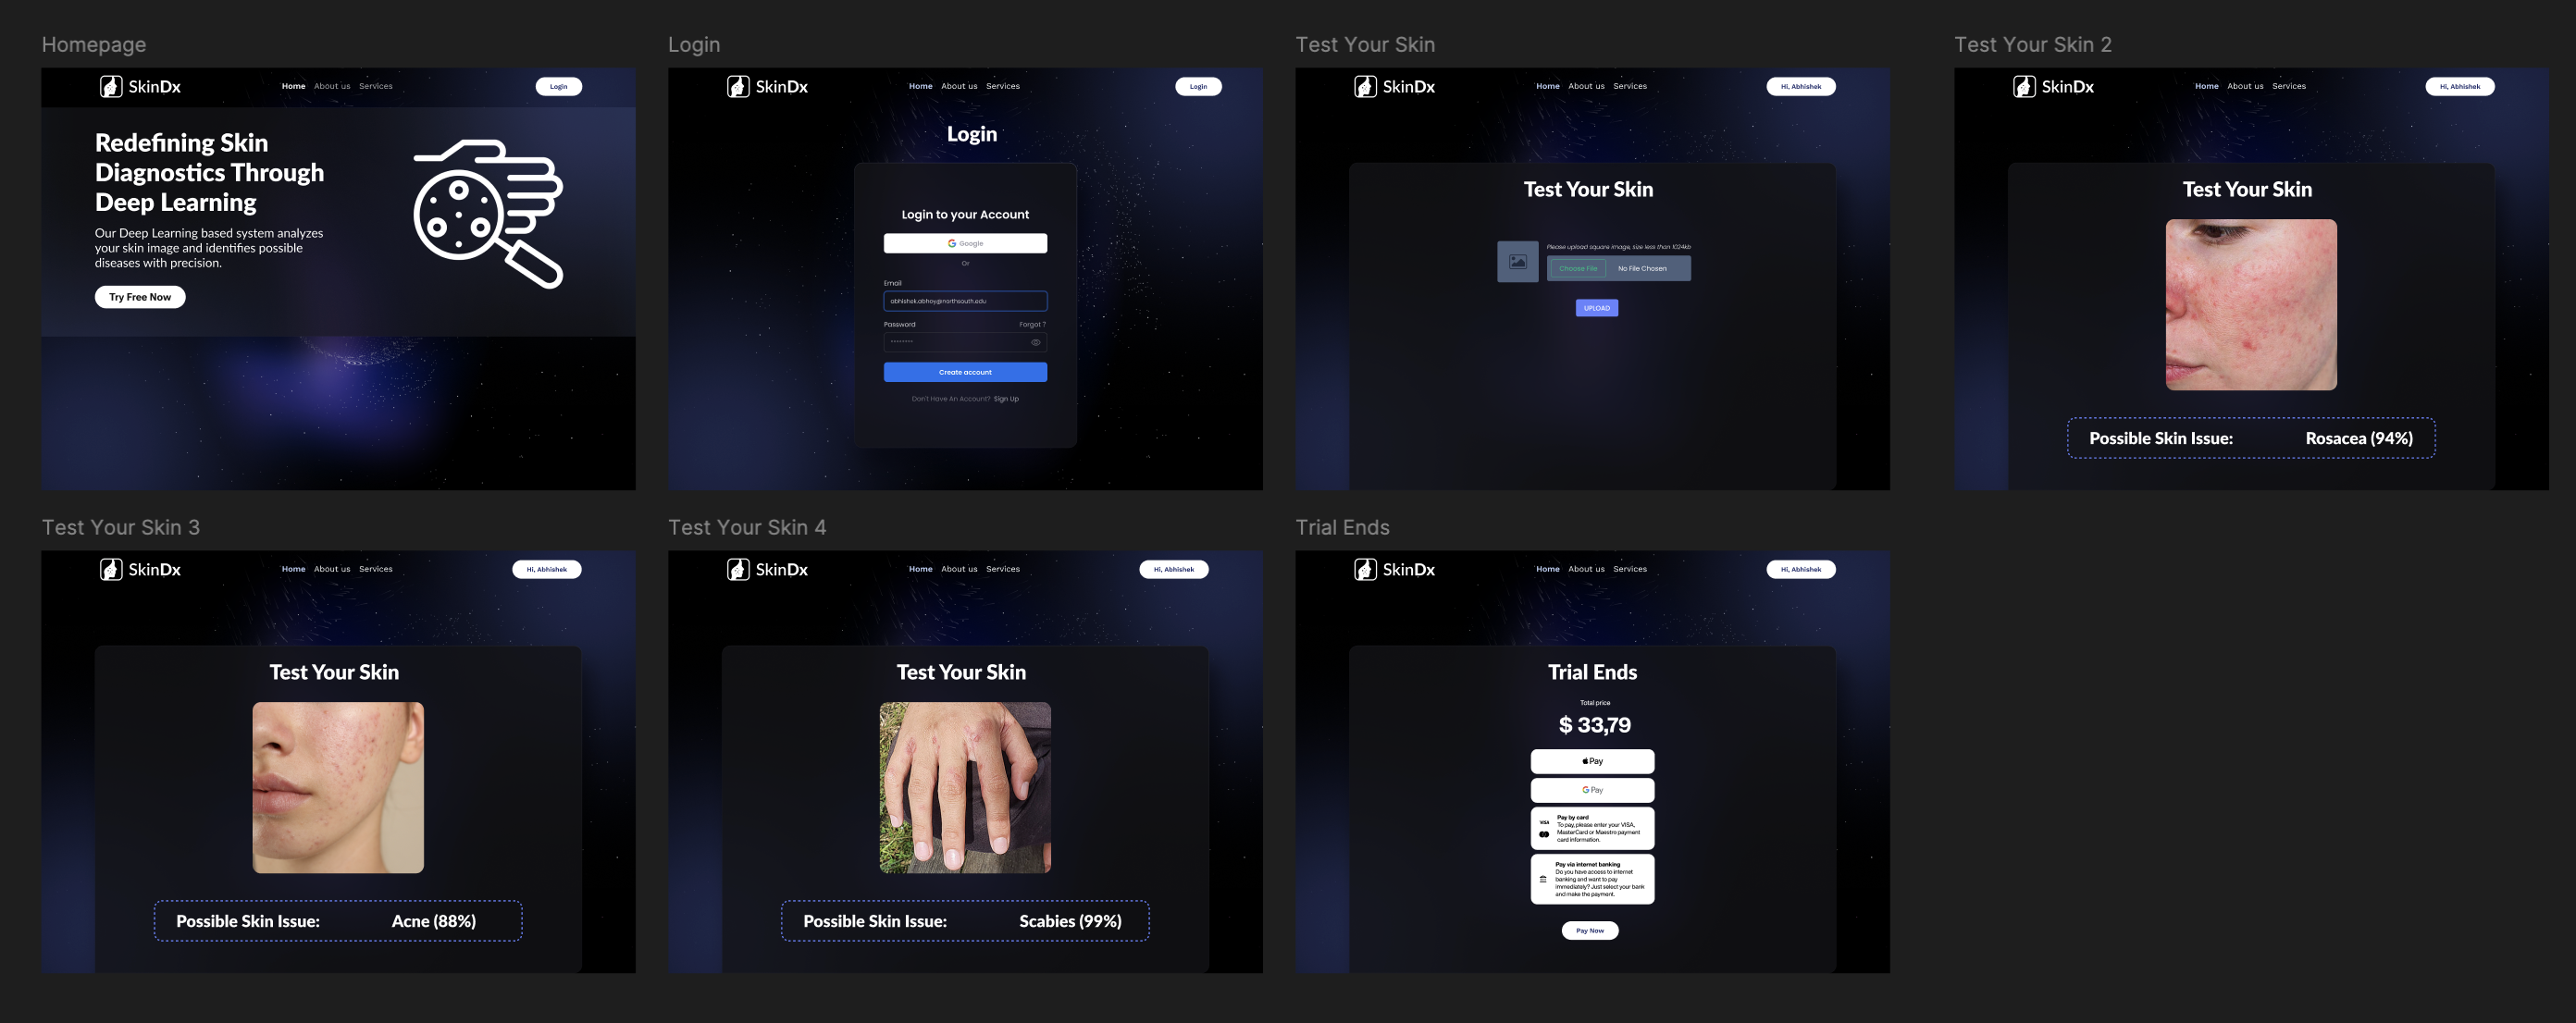 Homepage
SkinDx
Home About us Services
Login
Redefining Skin
Diagnostics Through
Deep Learning
Our Deep Learning based system analyzes
your skin image and identifies possible
diseases with precision.
Try Free Now
Login
SkinDx
Home About us Services
Login
Login
Login to your Account
Google
Or
Email
abhishek.abhoy@northsouth.edu
Password Forgot ?
********
Create account
Don't Have An Account? Sign Up
Test Your Skin
SkinDx
Home About us Services
Hi, Abhishek
Test Your Skin
Please upload square image, size less than 1024kb
Choose File No File Chosen
UPLOAD
Test Your Skin 2
SkinDx
Home About us Services
Hi, Abhishek
Test Your Skin
Possible Skin Issue: Rosacea (94%)
Test Your Skin 3
SkinDx
Home About us Services
Hi, Abhishek
Test Your Skin
Possible Skin Issue: Acne (88%)
Test Your Skin 4
SkinDx
Home About us Services
Hi, Abhishek
Test Your Skin
Possible Skin Issue: Scabies (99%)
Trial Ends
SkinDx
Home About us Services
Hi, Abhishek
Trial Ends
Total price
$ 33,79
Pay
G Pay
VISA
Pay by card
To pay, please enter your VISA,
MasterCard or Maestro payment
card information.
Pay via internet banking
Do you have access to internet
banking and want to pay
immediately? Just select your bank
and make the payment.
Pay Now